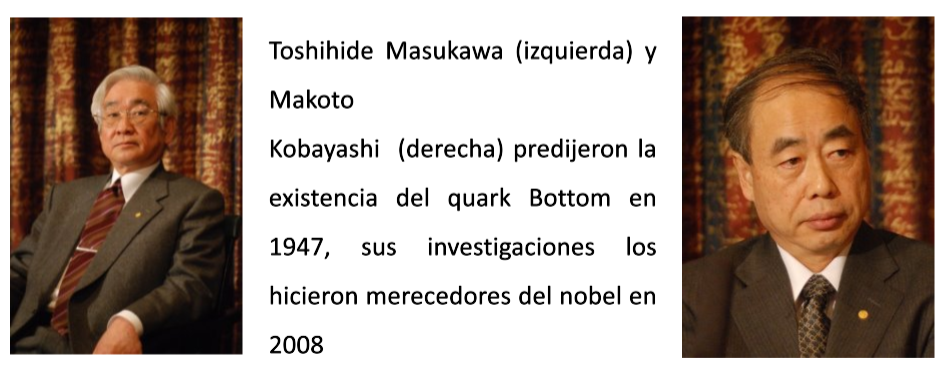 Toshihide Masukawa (izquierda) y
Makoto
Kobayashi (derecha) predijeron la
existencia del quark Bottom en
1947, sus investigaciones los
hicieron merecedores del nobel en
2008